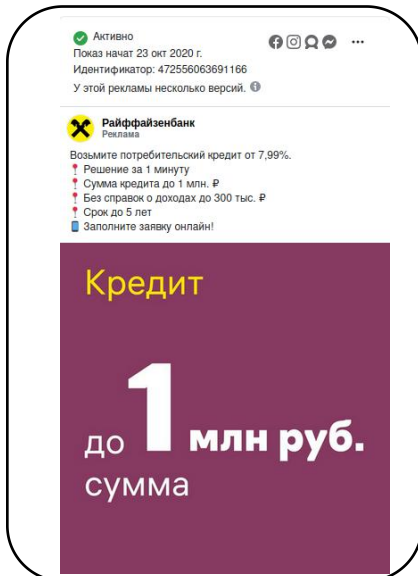 Активно
Показ начат 23 окт 2020 г.
Идентификатор: 472556063691166
У этой рекламы несколько версий.
Райффайзенбанк
Реклама
Возьмите потребительский кредит от 7,99%.
Решение за 1 минуту
Сумма кредита до 1 млн. ₽
Без справок о доходах до 300 тыс. ₽
Срок до 5 лет
Заполните заявку онлайн!
Кредит
до 1 млн руб.
сумма